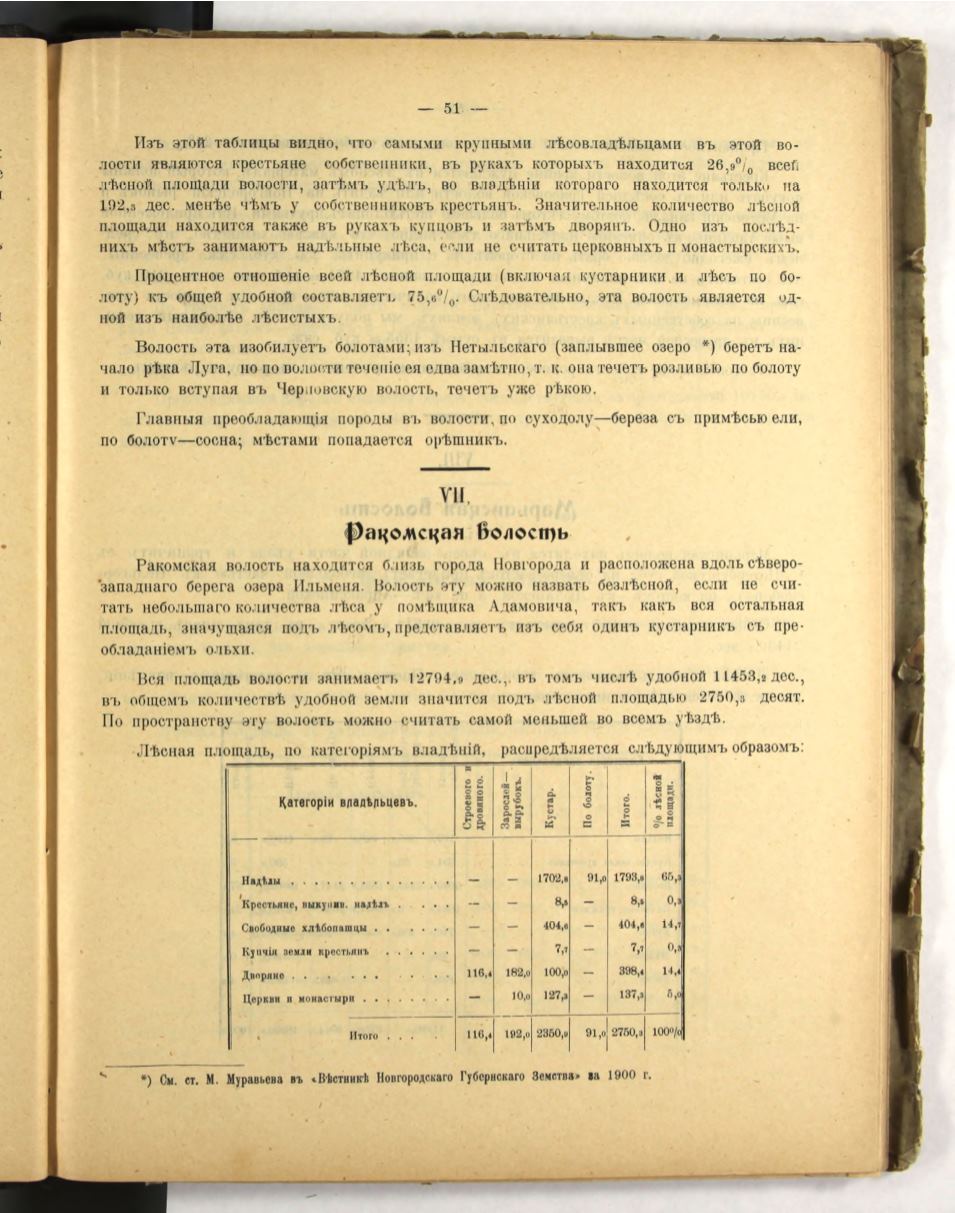 — 51 —
Изъ этой таблицы видно, что самыми крупными лѣсовладѣльцами въ этой во-
лости являются крестьяне собственники, въ рукахъ которыхъ находится 26,9% всей
лѣсной площади волости, затѣмъ удѣлъ, во владѣніи котораго находится только на
192,3 дес. менѣе чѣмъ у собственниковъ крестьянъ. Значительное количество лѣсной
площади находится также въ рукахъ купцовъ и затѣмъ дворянъ. Одно изъ послѣд-
нихъ мѣстъ занимаютъ надѣльные лѣса, если не считать церковныхъ и монастырскихъ.
Процентное отношеніе всей лѣсной площади (включая кустарники и лѣсъ по бо-
лоту) къ общей удобной составляетъ 75,6%. Слѣдовательно, эта волость является од-
ной изъ наиболѣе лѣсистыхъ.
Волость эта изобилуетъ болотами; изъ Нетыльскаго (заплывшее озеро *) беретъ на-
чало рѣка Луга, но по волости теченіе ея едва замѣтно, т. к. она течетъ розливью по болоту
и только вступая въ Черновскую волость, течетъ уже рѣкою.
Главныя преобладающія породы въ волости, по суходолу—береза съ примѣсью ели,
по болоту—сосна; мѣстами попадается орѣшникъ.
VII.
Ракомская Волость
Ракомская волость находится близь города Новгорода и расположена вдоль сѣверо-
западнаго берега озера Ильменя. Волость эту можно назвать безлѣсной, если не счи-
тать небольшаго количества лѣса у помѣщика Адамовича, такъ какъ вся остальная
площадь, значущаяся подъ лѣсомъ, представляетъ изъ себя одинъ кустарникъ съ пре-
обладаніемъ ольхи.
Вся площадь волости занимаетъ 12794,9 дес., въ томъ числѣ удобной 11453,2 дес.,
въ общемъ количествѣ удобной земли значится подъ лѣсной площадью 2750,3 десят.
По пространству эту волость можно считать самой меньшей во всемъ уѣздѣ.
Лѣсная площадь, по категоріямъ владѣній, распредѣляется слѣдующимъ образомъ:
Категоріи владѣльцевъ. Строевого и дровяного. Зарослей—вырубокъ. Кустар. По болоту. Итого. % лѣсной площади.
Надѣлы . . . . . . . . . . . . . — — 1702,8 91,0 1793,8 65,3
Крестьяне, выкупив. надѣлъ . . . . . — — 8,5 — 8,5 0,3
Свободные хлѣбопашцы . . . . . . . — — 404,6 — 404,6 14,7
Купчія земли крестьянъ . . . . . . — — 7,7 — 7,7 0,3
Дворяне . . . . . . . . . . . 116,4 182,0 100,0 — 398,4 14,4
Церкви и монастыри . . . . . . . . — 10,0 127,3 — 137,3 5,0
Итого . . . . 116,4 192,0 2350,9 91,0 2750,3 100%
*) См. ст. М. Муравьева въ «Вѣстникѣ Новгородскаго Губернскаго Земства» за 1900 г.